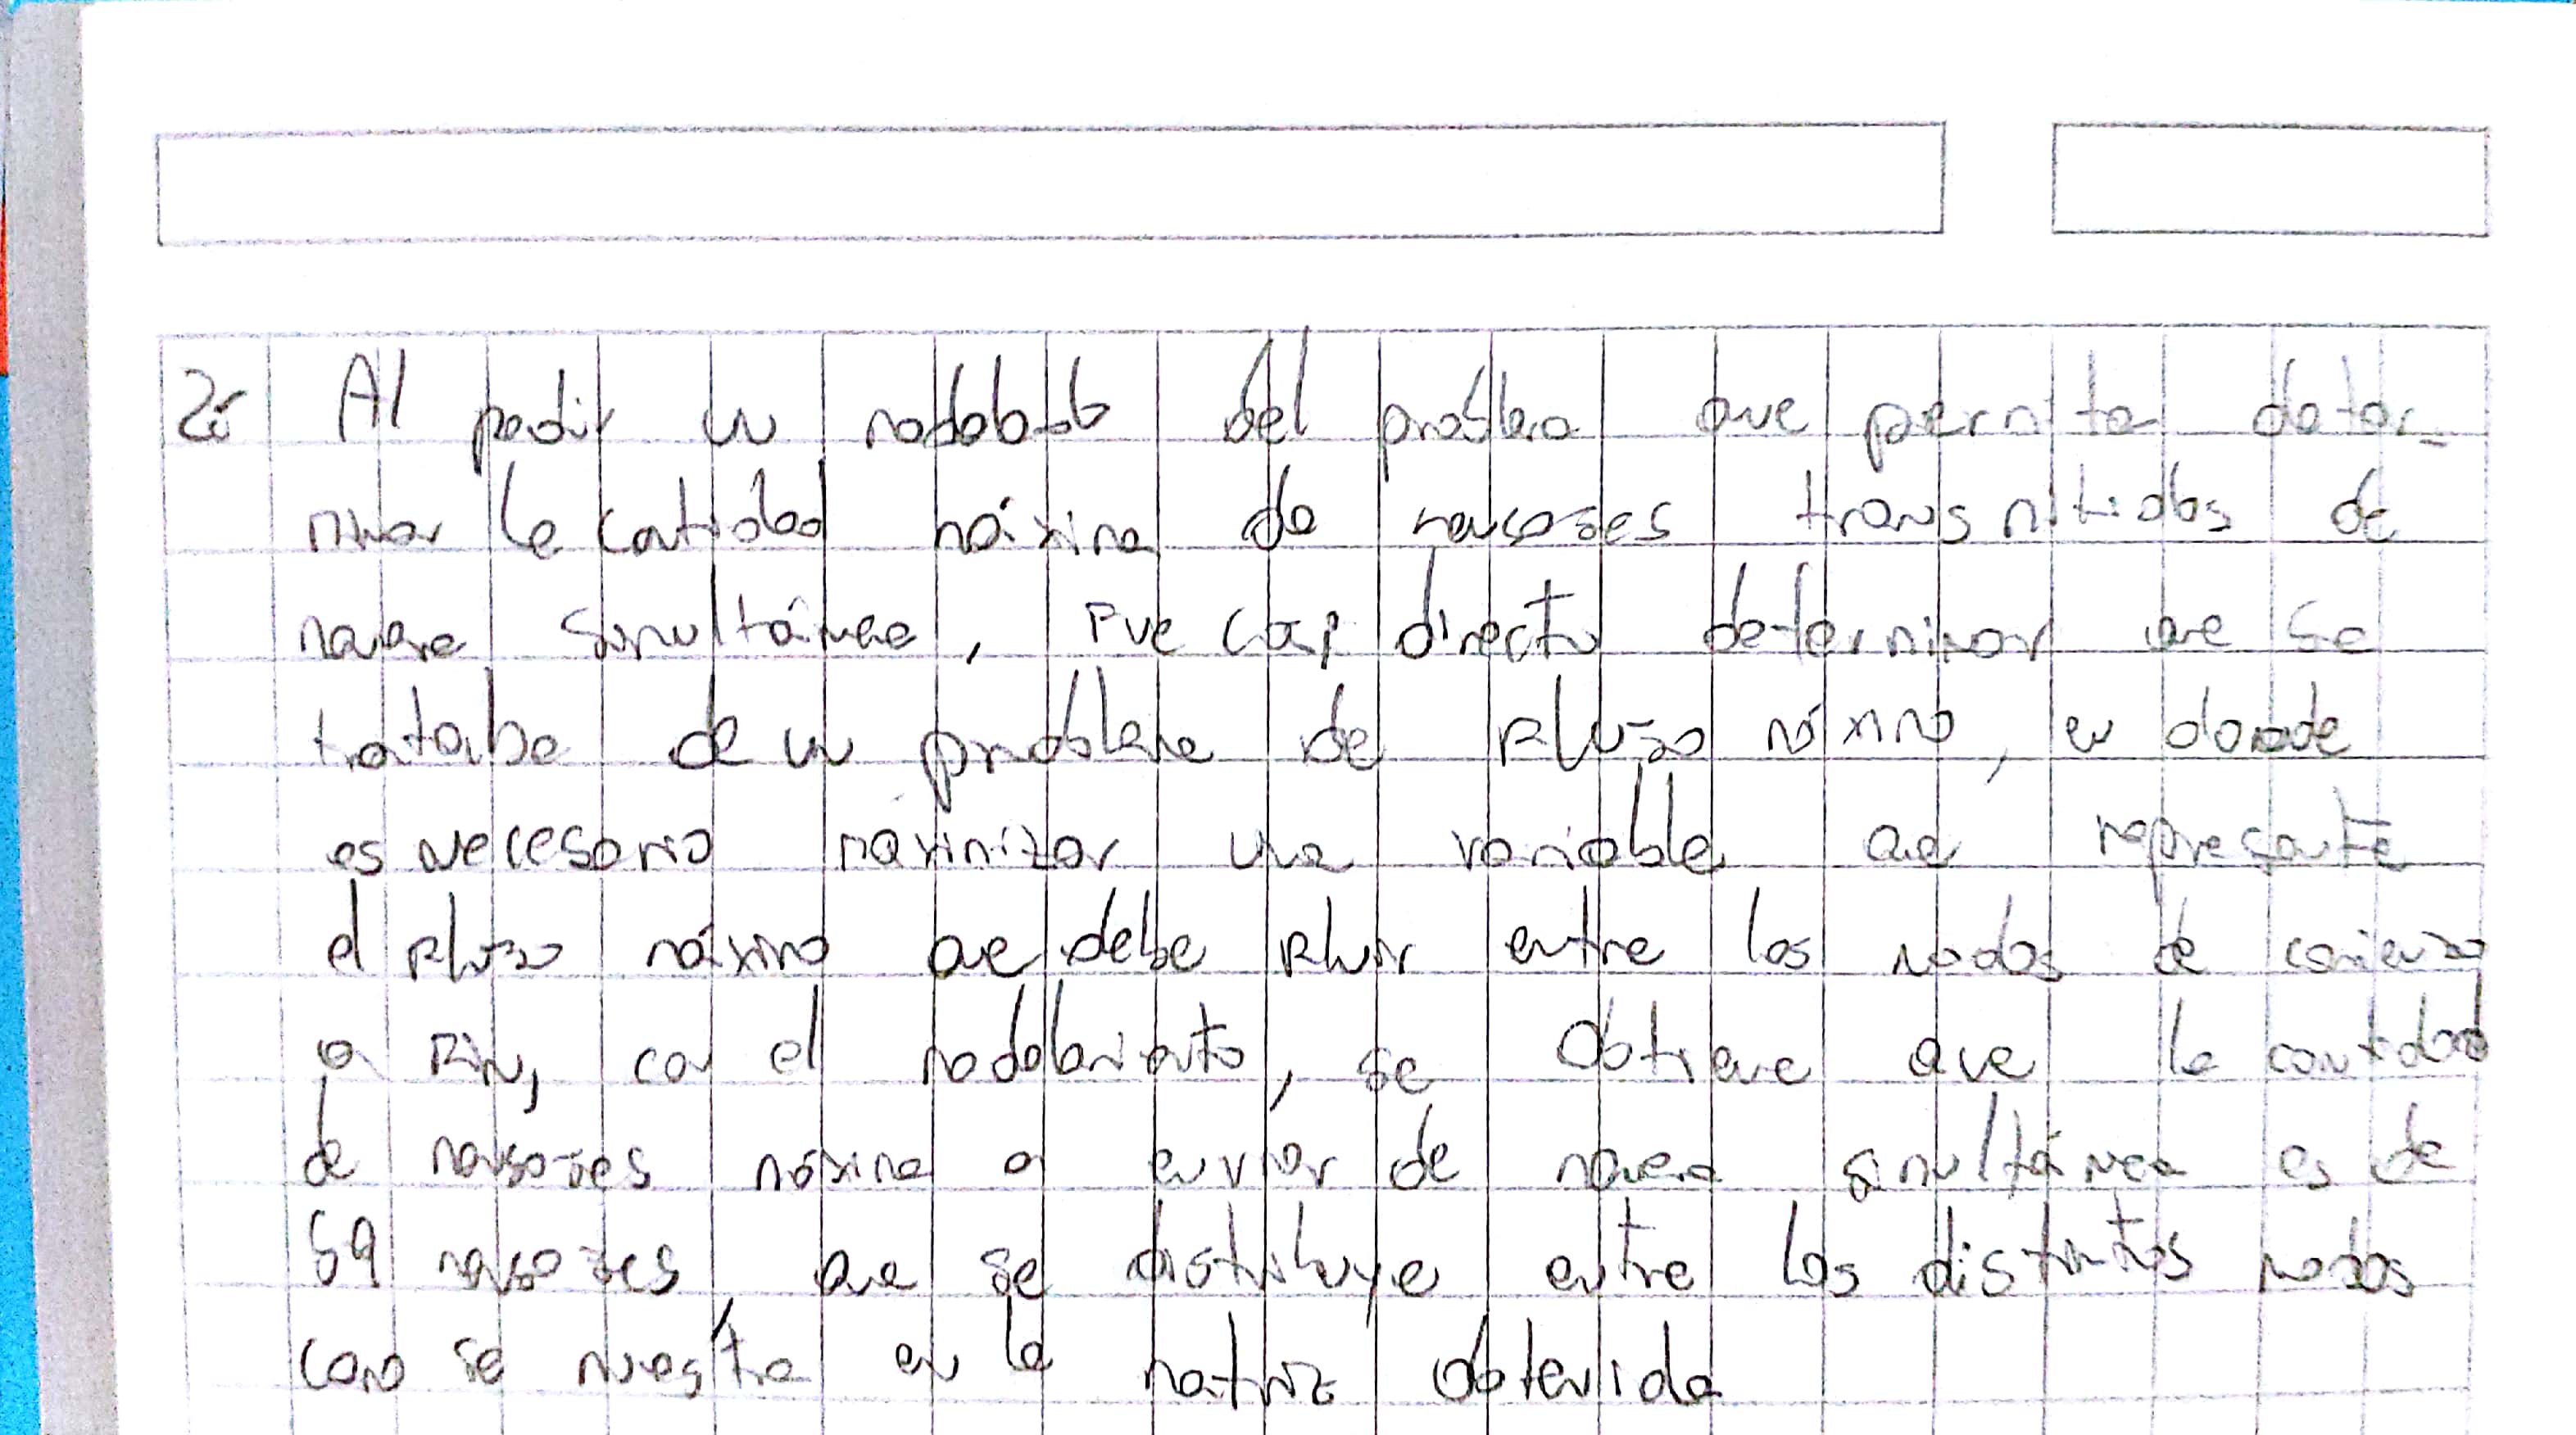 2: Al pedir un modelado del problema que permita deter-
minar la cantidad máxima de mensajes transmitidos de
manera simultánea, fue casi directo determinar que se
trataba de un problema de flujo máximo, en donde
es necesario maximizar una variable que represente
el flujo máximo que debe fluir entre los nodos de comienzo
a fin, con el modelamiento, se obtiene que la cantidad
de mensajes máxima a enviar de manera simultánea es de
59 mensajes, que se distribuye entre los distintos nodos
como se muestra en la matriz obtenida